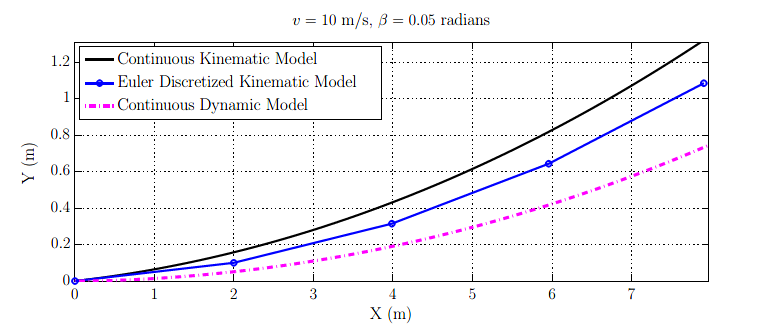 v = 10 m/s, β = 0.05 radians
Continuous Kinematic Model
Euler Discretized Kinematic Model
Continuous Dynamic Model
1.2
1
0.8
0.6
0.4
0.2
0
Y (m)
0 1 2 3 4 5 6 7
X (m)